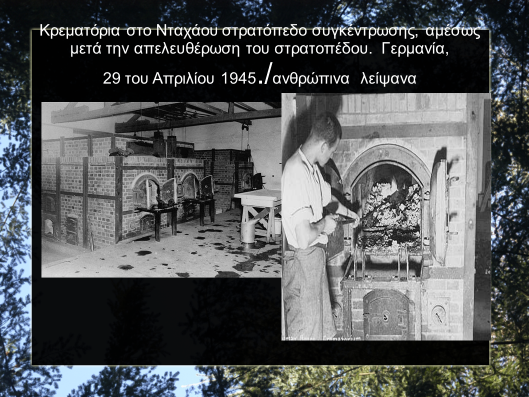 Κρεματόρια στο Νταχάου στρατόπεδο συγκέντρωσης, αμέσως
μετά την απελευθέρωση του στρατοπέδου. Γερμανία,
29 του Απριλίου 1945./ανθρώπινα λείψανα